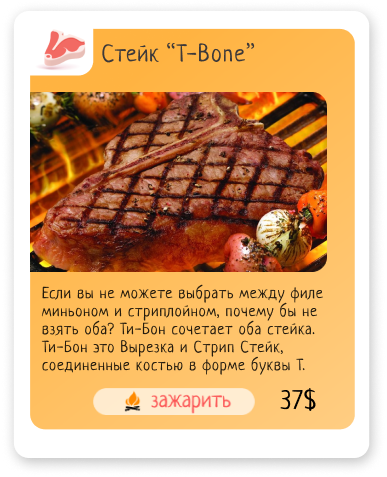 Стейк “T-Bone”
Если вы не можете выбрать между филе
миньоном и стриплойном, почему бы не
взять оба? Ти-Бон сочетает оба стейка.
Ти-Бон это Вырезка и Стрип Стейк,
соединенные костью в форме буквы Т.
зажарить 37$